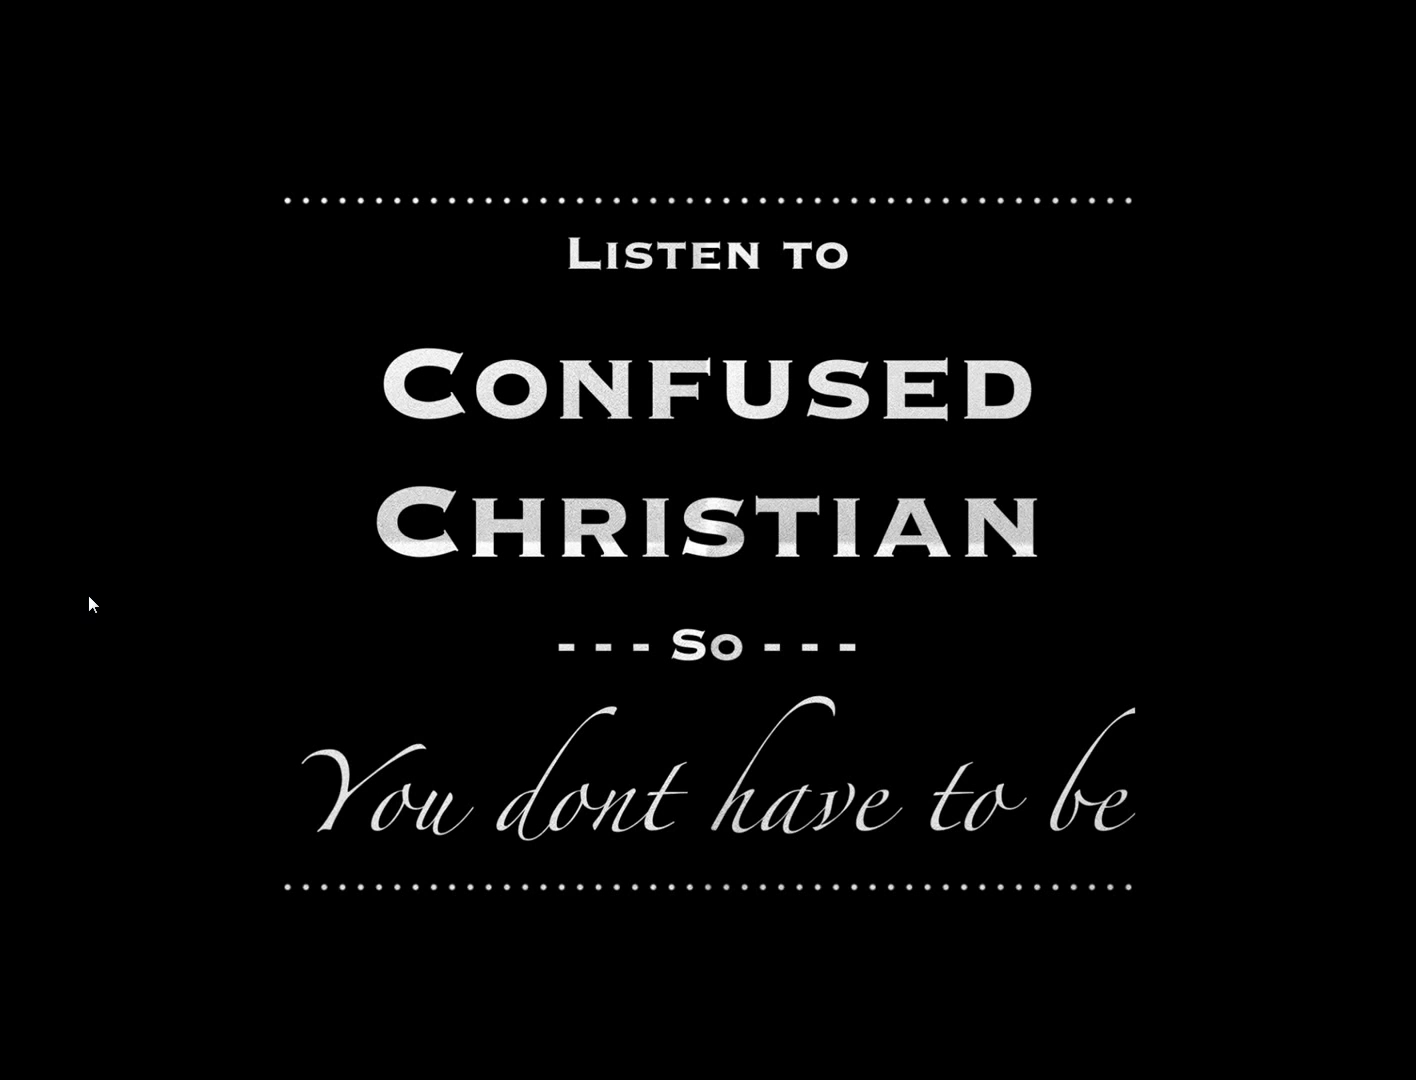 Listen to
Confused
Christian
- - - So - - -
You dont have to be